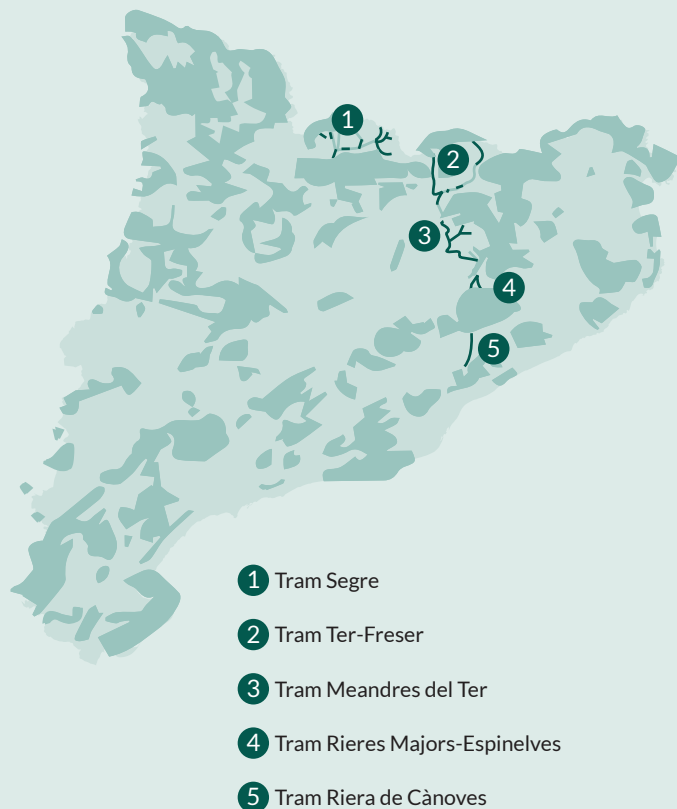 1
2
3
4
5
1 Tram Segre
2 Tram Ter-Freser
3 Tram Meandres del Ter
4 Tram Rieres Majors-Espinelves
5 Tram Riera de Cànoves